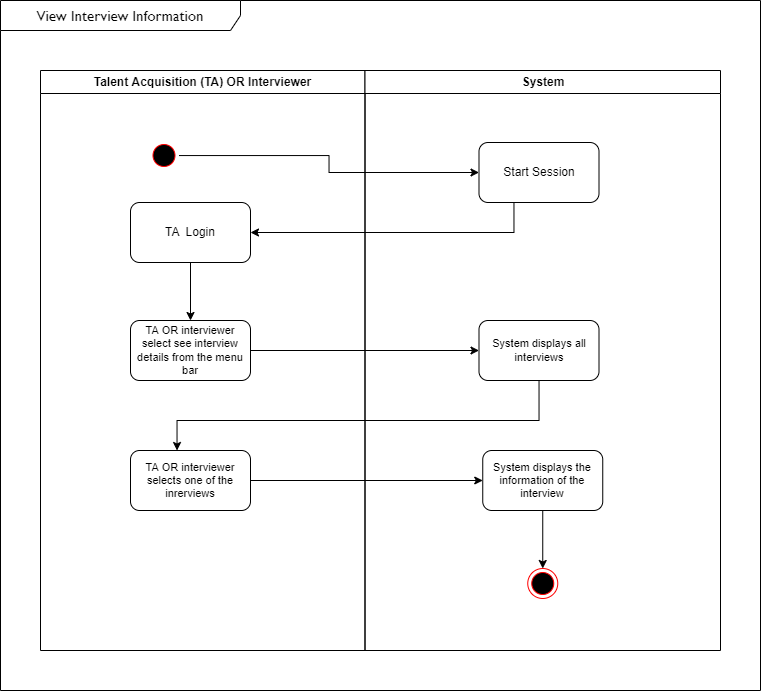 View Interview Information
Talent Acquisition (TA) OR Interviewer
System
Start Session
TA  Login
TA OR interviewer
select see interview
details from the menu
bar
System displays all
interviews
TA OR interviewer
selects one of the
inrerviews
System displays the
information of the
interview